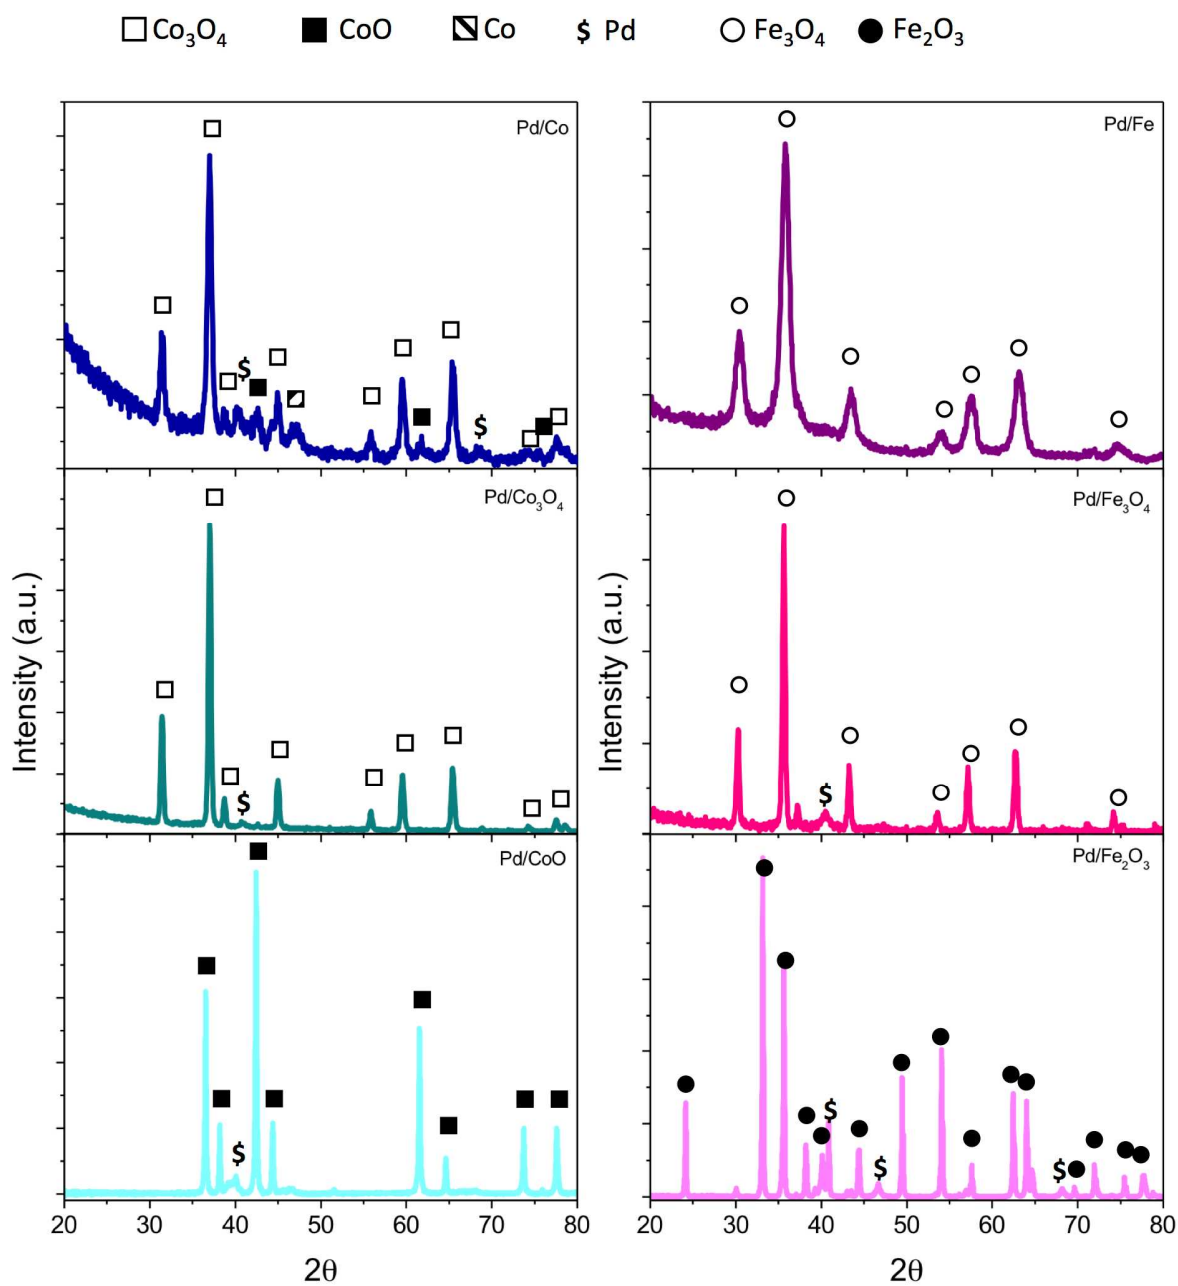 Co₃O₄ CoO Co $ Pd Fe₃O₄ Fe₂O₃
Pd/Co
$
$
Pd/Fe
Pd/Co₃O₄
$
Pd/Fe₃O₄
$
Intensity (a.u.)
Intensity (a.u.)
Pd/CoO
$
Pd/Fe₂O₃
$
$
$
20 30 40 50 60 70 80
20 30 40 50 60 70 80
2θ
2θ